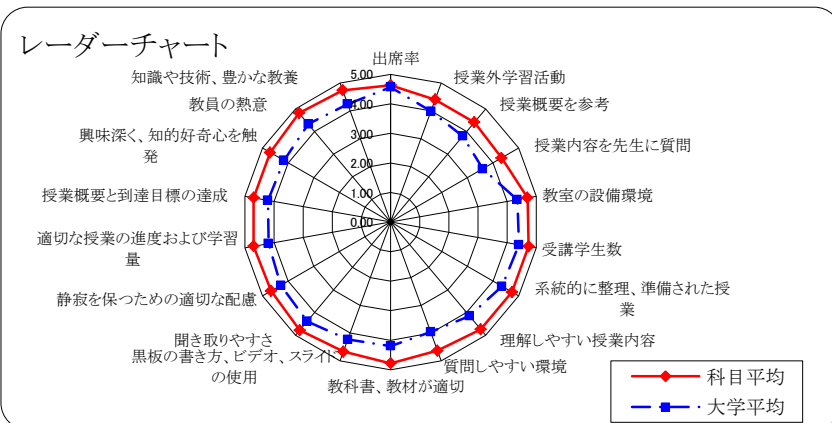 レーダーチャート
出席率
授業外学習活動
授業概要を参考
授業内容を先生に質問
教室の設備環境
受講学生数
系統的に整理、準備された授
業
理解しやすい授業内容
質問しやすい環境
教科書、教材が適切
黒板の書き方、ビデオ、スライド
の使用
聞き取りやすさ
静寂を保つための適切な配慮
適切な授業の進度および学習
量
授業概要と到達目標の達成
興味深く、知的好奇心を触
発
教員の熱意
知識や技術、豊かな教養
5.00
4.00
3.00
2.00
1.00
0.00
科目平均
大学平均